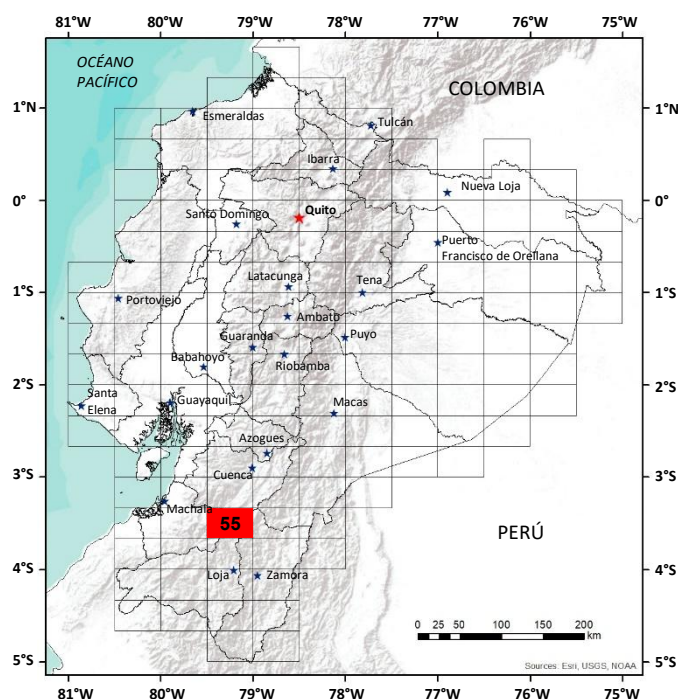 81°W 80°W 79°W 78°W 77°W 76°W 75°W
OCÉANO
PACÍFICO
COLOMBIA
1°N 1°N
Esmeraldas
Tulcán
Ibarra
Nueva Loja
0° 0°
Santo Domingo
Quito
Puerto
Francisco de Orellana
Latacunga
Tena
1°S 1°S
Portoviejo
Ambato
Guaranda
Puyo
Babahoyo
Riobamba
2°S 2°S
Santa
Elena
Guayaquil
Macas
Azogues
3°S 3°S
Cuenca
Machala
55
PERÚ
4°S 4°S
Loja
Zamora
0 25 50 100 150 200
km
5°S 5°S
Sources: Esri, USGS, NOAA
81°W 80°W 79°W 78°W 77°W 76°W 75°W